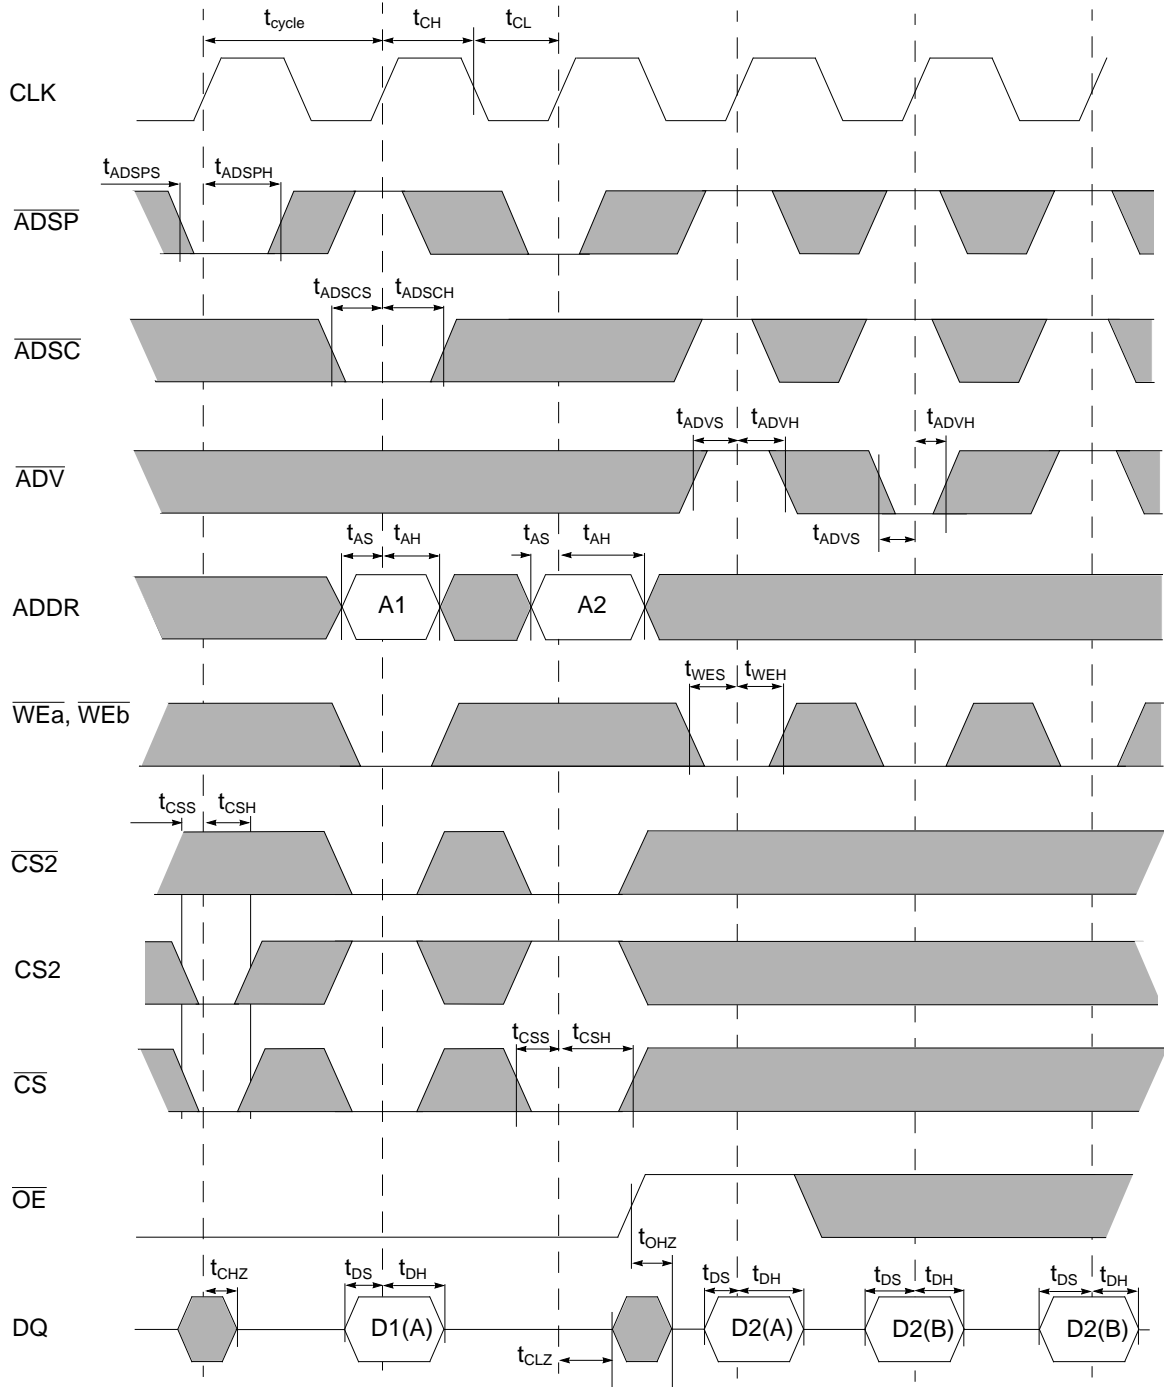 tcycle tCH tCL
CLK
tADSPS tADSPH
ADSP
tADSCS tADSCH
ADSC
tADVS tADVH tADVH
ADV
tADVS
tAS tAH tAS tAH
ADDR A1 A2
tWES tWEH
WEa, WEb
tCSS tCSH
CS2
CS2
tCSS tCSH
CS
OE
tOHZ
tCHZ tDS tDH tDS tDH tDS tDH tDS tDH
DQ D1(A) D2(A) D2(B) D2(B)
tCLZ